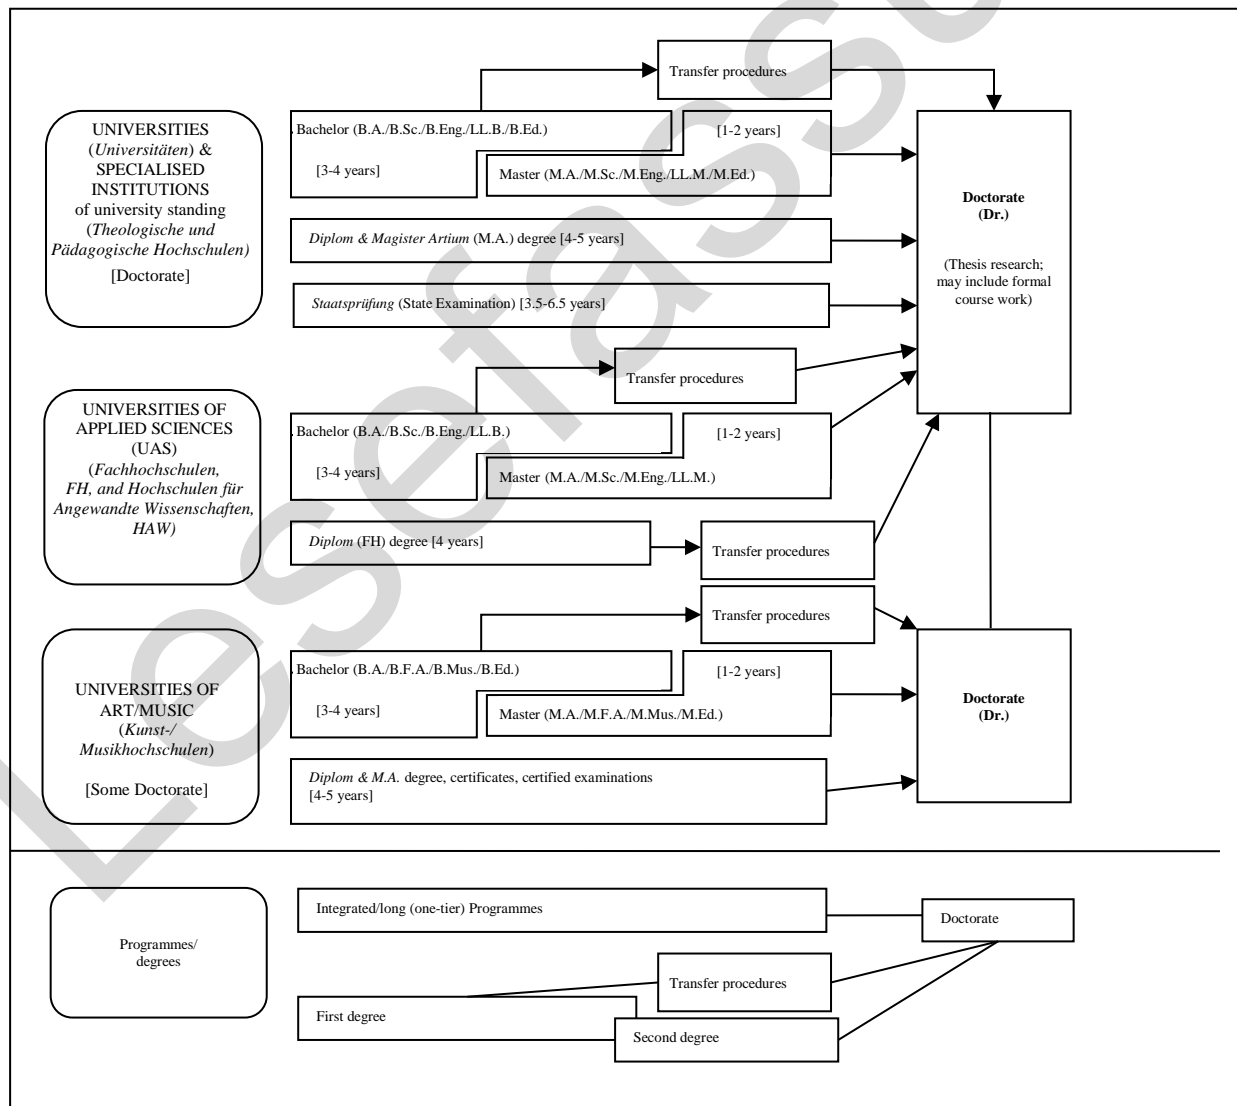 Transfer procedures
UNIVERSITIES
(Universitäten) &
SPECIALISED
INSTITUTIONS
of university standing
(Theologische und
Pädagogische Hochschulen)
[Doctorate]
Bachelor (B.A./B.Sc./B.Eng./LL.B./B.Ed.)
[1-2 years]
[3-4 years]
Master (M.A./M.Sc./M.Eng./LL.M./M.Ed.)
Diplom & Magister Artium (M.A.) degree [4-5 years]
Staatsprüfung (State Examination) [3.5-6.5 years]
Doctorate
(Dr.)
(Thesis research;
may include formal
course work)
Transfer procedures
UNIVERSITIES OF
APPLIED SCIENCES
(UAS)
(Fachhochschulen,
FH, and Hochschulen für
Angewandte Wissenschaften,
HAW)
Bachelor (B.A./B.Sc./B.Eng./LL.B.)
[1-2 years]
[3-4 years]
Master (M.A./M.Sc./M.Eng./LL.M.)
Diplom (FH) degree [4 years]
Transfer procedures
Transfer procedures
UNIVERSITIES OF
ART/MUSIC
(Kunst-/
Musikhochschulen)
[Some Doctorate]
Bachelor (B.A./B.F.A./B.Mus./B.Ed.)
[1-2 years]
[3-4 years]
Master (M.A./M.F.A./M.Mus./M.Ed.)
Diplom & M.A. degree, certificates, certified examinations
[4-5 years]
Doctorate
(Dr.)
Programmes/
degrees
Integrated/long (one-tier) Programmes
Doctorate
Transfer procedures
First degree
Second degree
Lesefass